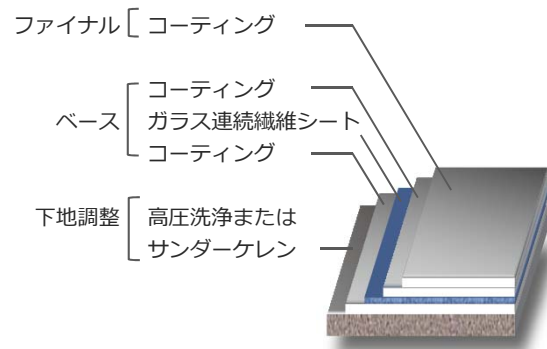 ファイナル コーティング
コーティング
ベース ガラス連続繊維シート
コーティング
下地調整 高圧洗浄または
サンダーケレン